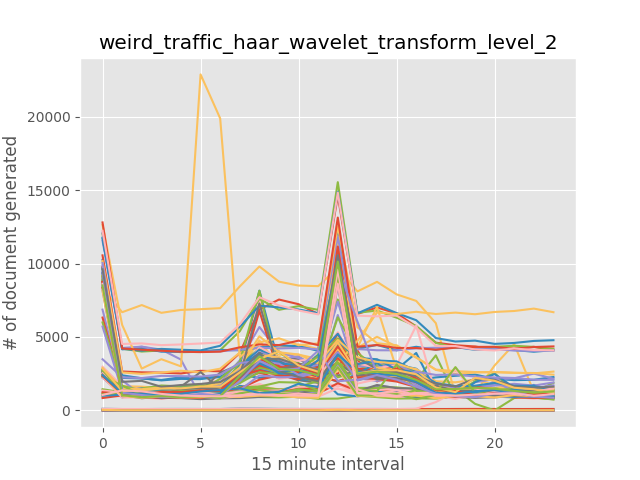 weird_traffic_haar_wavelet_transform_level_2
# of document generated
20000
15000
10000
5000
0
0 5 10 15 20
15 minute interval